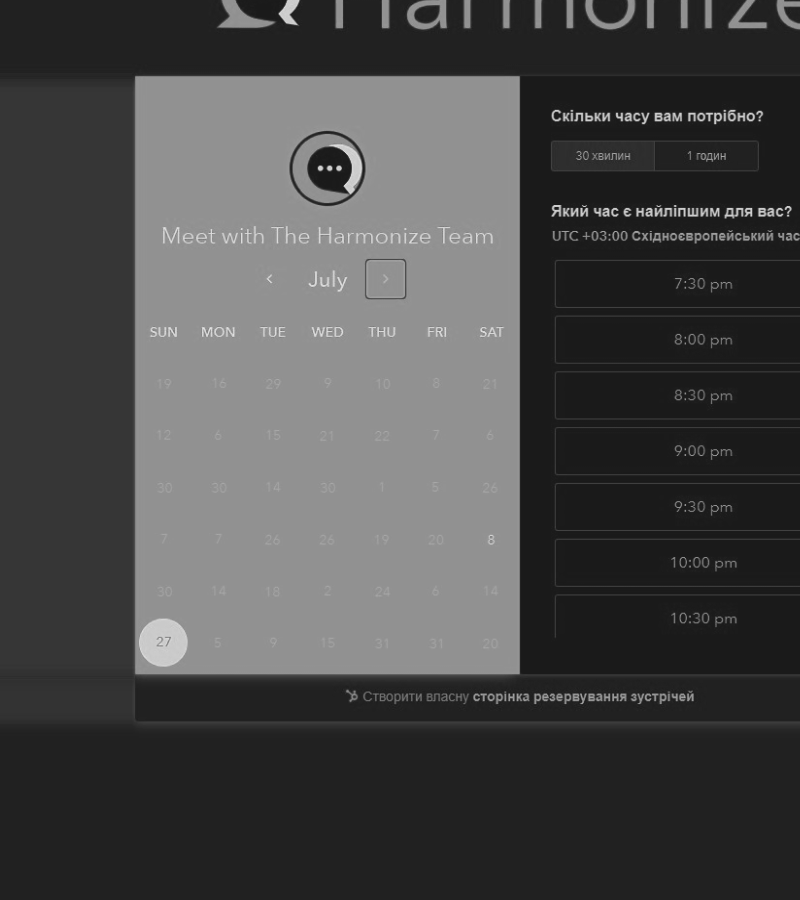 Harmonize
Meet with The Harmonize Team
July
SUN MON TUE WED THU FRI SAT
19 16 29 9 10 8 21
12 6 15 21 22 7 6
30 30 14 30 1 5 26
7 7 26 26 19 20 8
30 14 18 2 24 6 14
27 5 9 15 31 31 20
Скільки часу вам потрібно?
30 хвилин 1 годин
Який час є найліпшим для вас?
UTC +03:00 Східноєвропейський час
7:30 pm
8:00 pm
8:30 pm
9:00 pm
9:30 pm
10:00 pm
10:30 pm
Створити власну сторінка резервування зустрічей